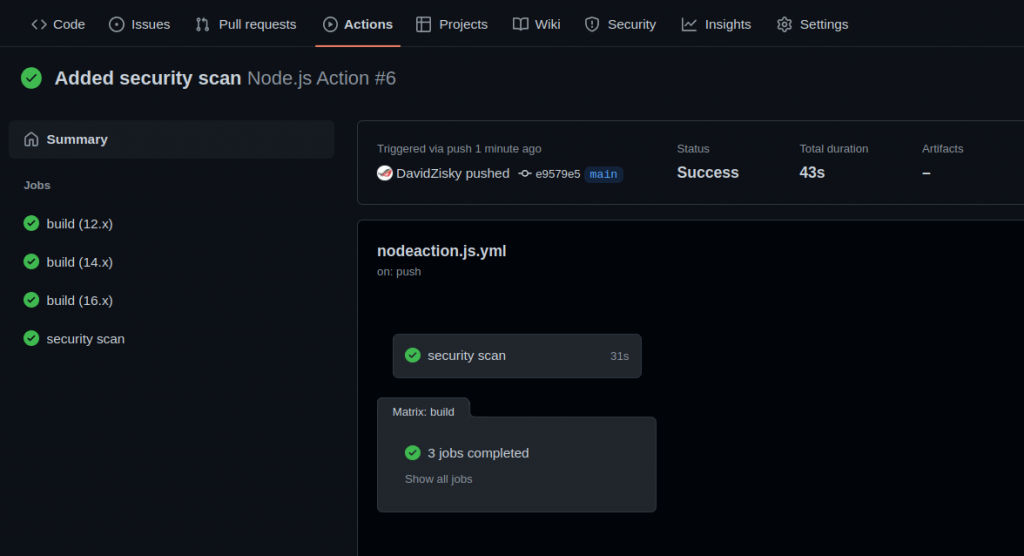 Code Issues Pull requests Actions Projects Wiki Security Insights Settings
Added security scan Node.js Action #6
Summary
Jobs
build (12.x)
build (14.x)
build (16.x)
security scan
Triggered via push 1 minute ago
DavidZisky pushed e9579e5 main
Status
Success
Total duration
43s
Artifacts
–
nodeaction.js.yml
on: push
security scan 31s
Matrix: build
3 jobs completed
Show all jobs